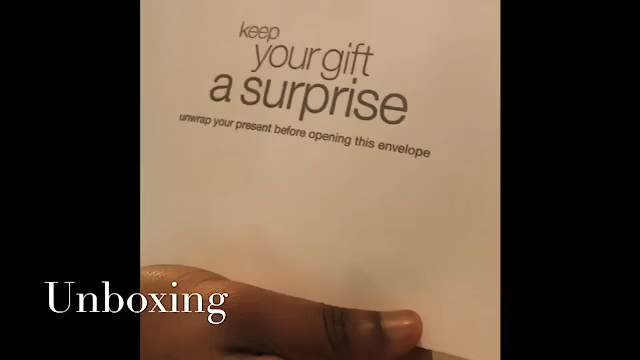 keep
your gift
a surprise
unwrap your present before opening this envelope
Unboxing